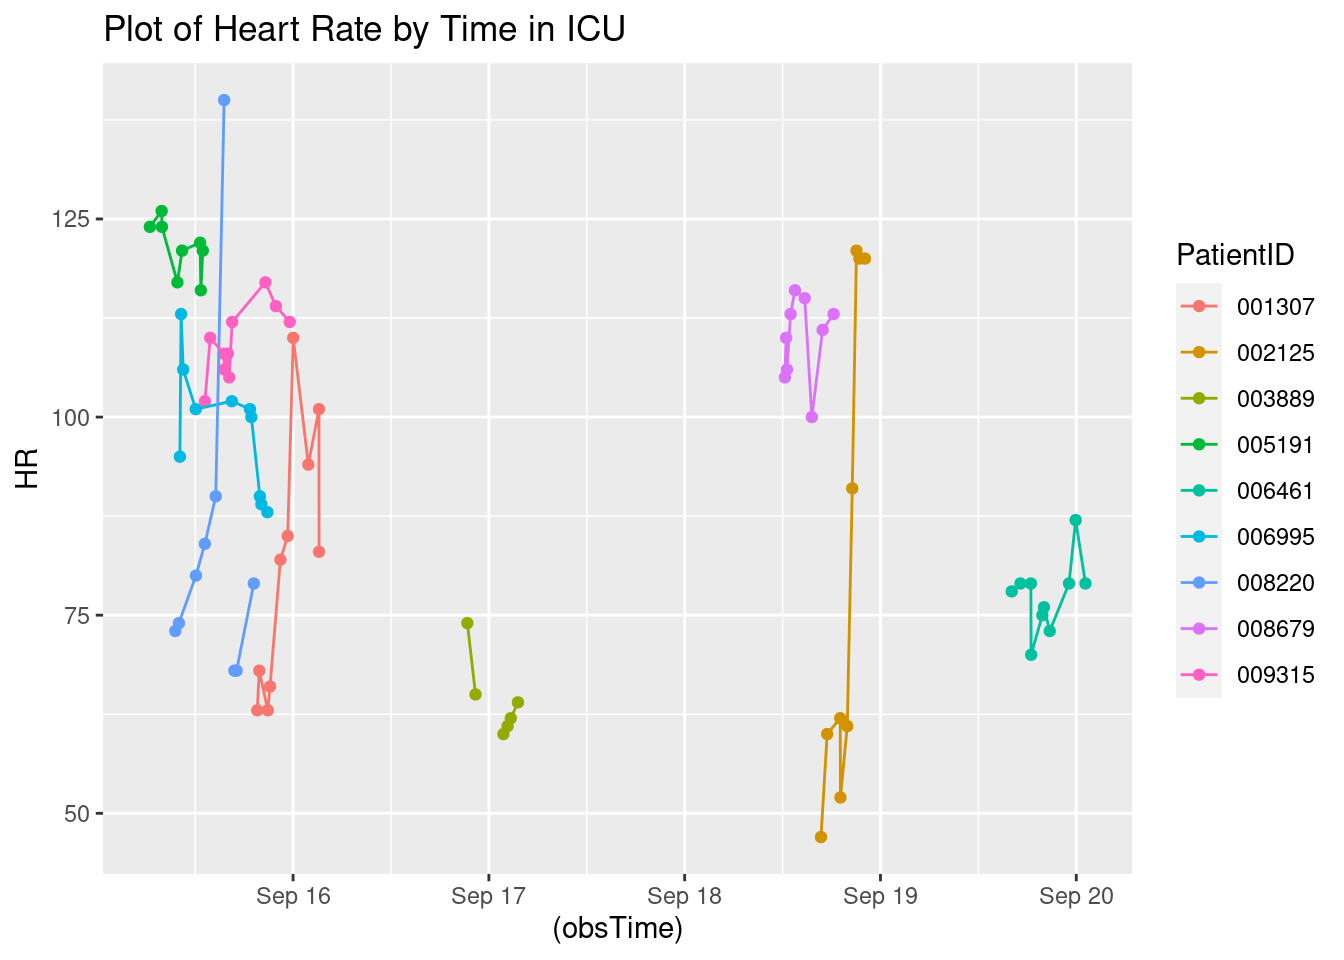 Plot of Heart Rate by Time in ICU
HR
125
100
75
50
Sep 16 Sep 17 Sep 18 Sep 19 Sep 20
(obsTime)
PatientID
001307
002125
003889
005191
006461
006995
008220
008679
009315